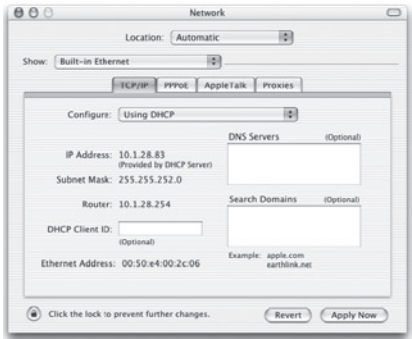 Network
Location: Automatic
Show: Built-in Ethernet
TCP/IP PPPoE AppleTalk Proxies
Configure: Using DHCP
DNS Servers (Optional)
IP Address: 10.1.28.83
(Provided by DHCP Server)
Subnet Mask: 255.255.252.0
Router: 10.1.28.254
Search Domains (Optional)
DHCP Client ID:
(Optional)
Example: apple.com
earthlink.net
Ethernet Address: 00:50:e4:00:2c:06
Click the lock to prevent further changes.
Revert Apply Now